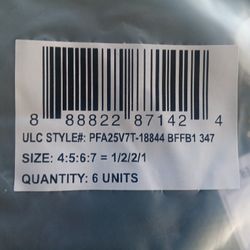 8 88822 87142 4
ULC STYLE#: PFA25V7T-18844 BFFB1 347
SIZE: 4:5:6:7 = 1/2/2/1
QUANTITY: 6 UNITS